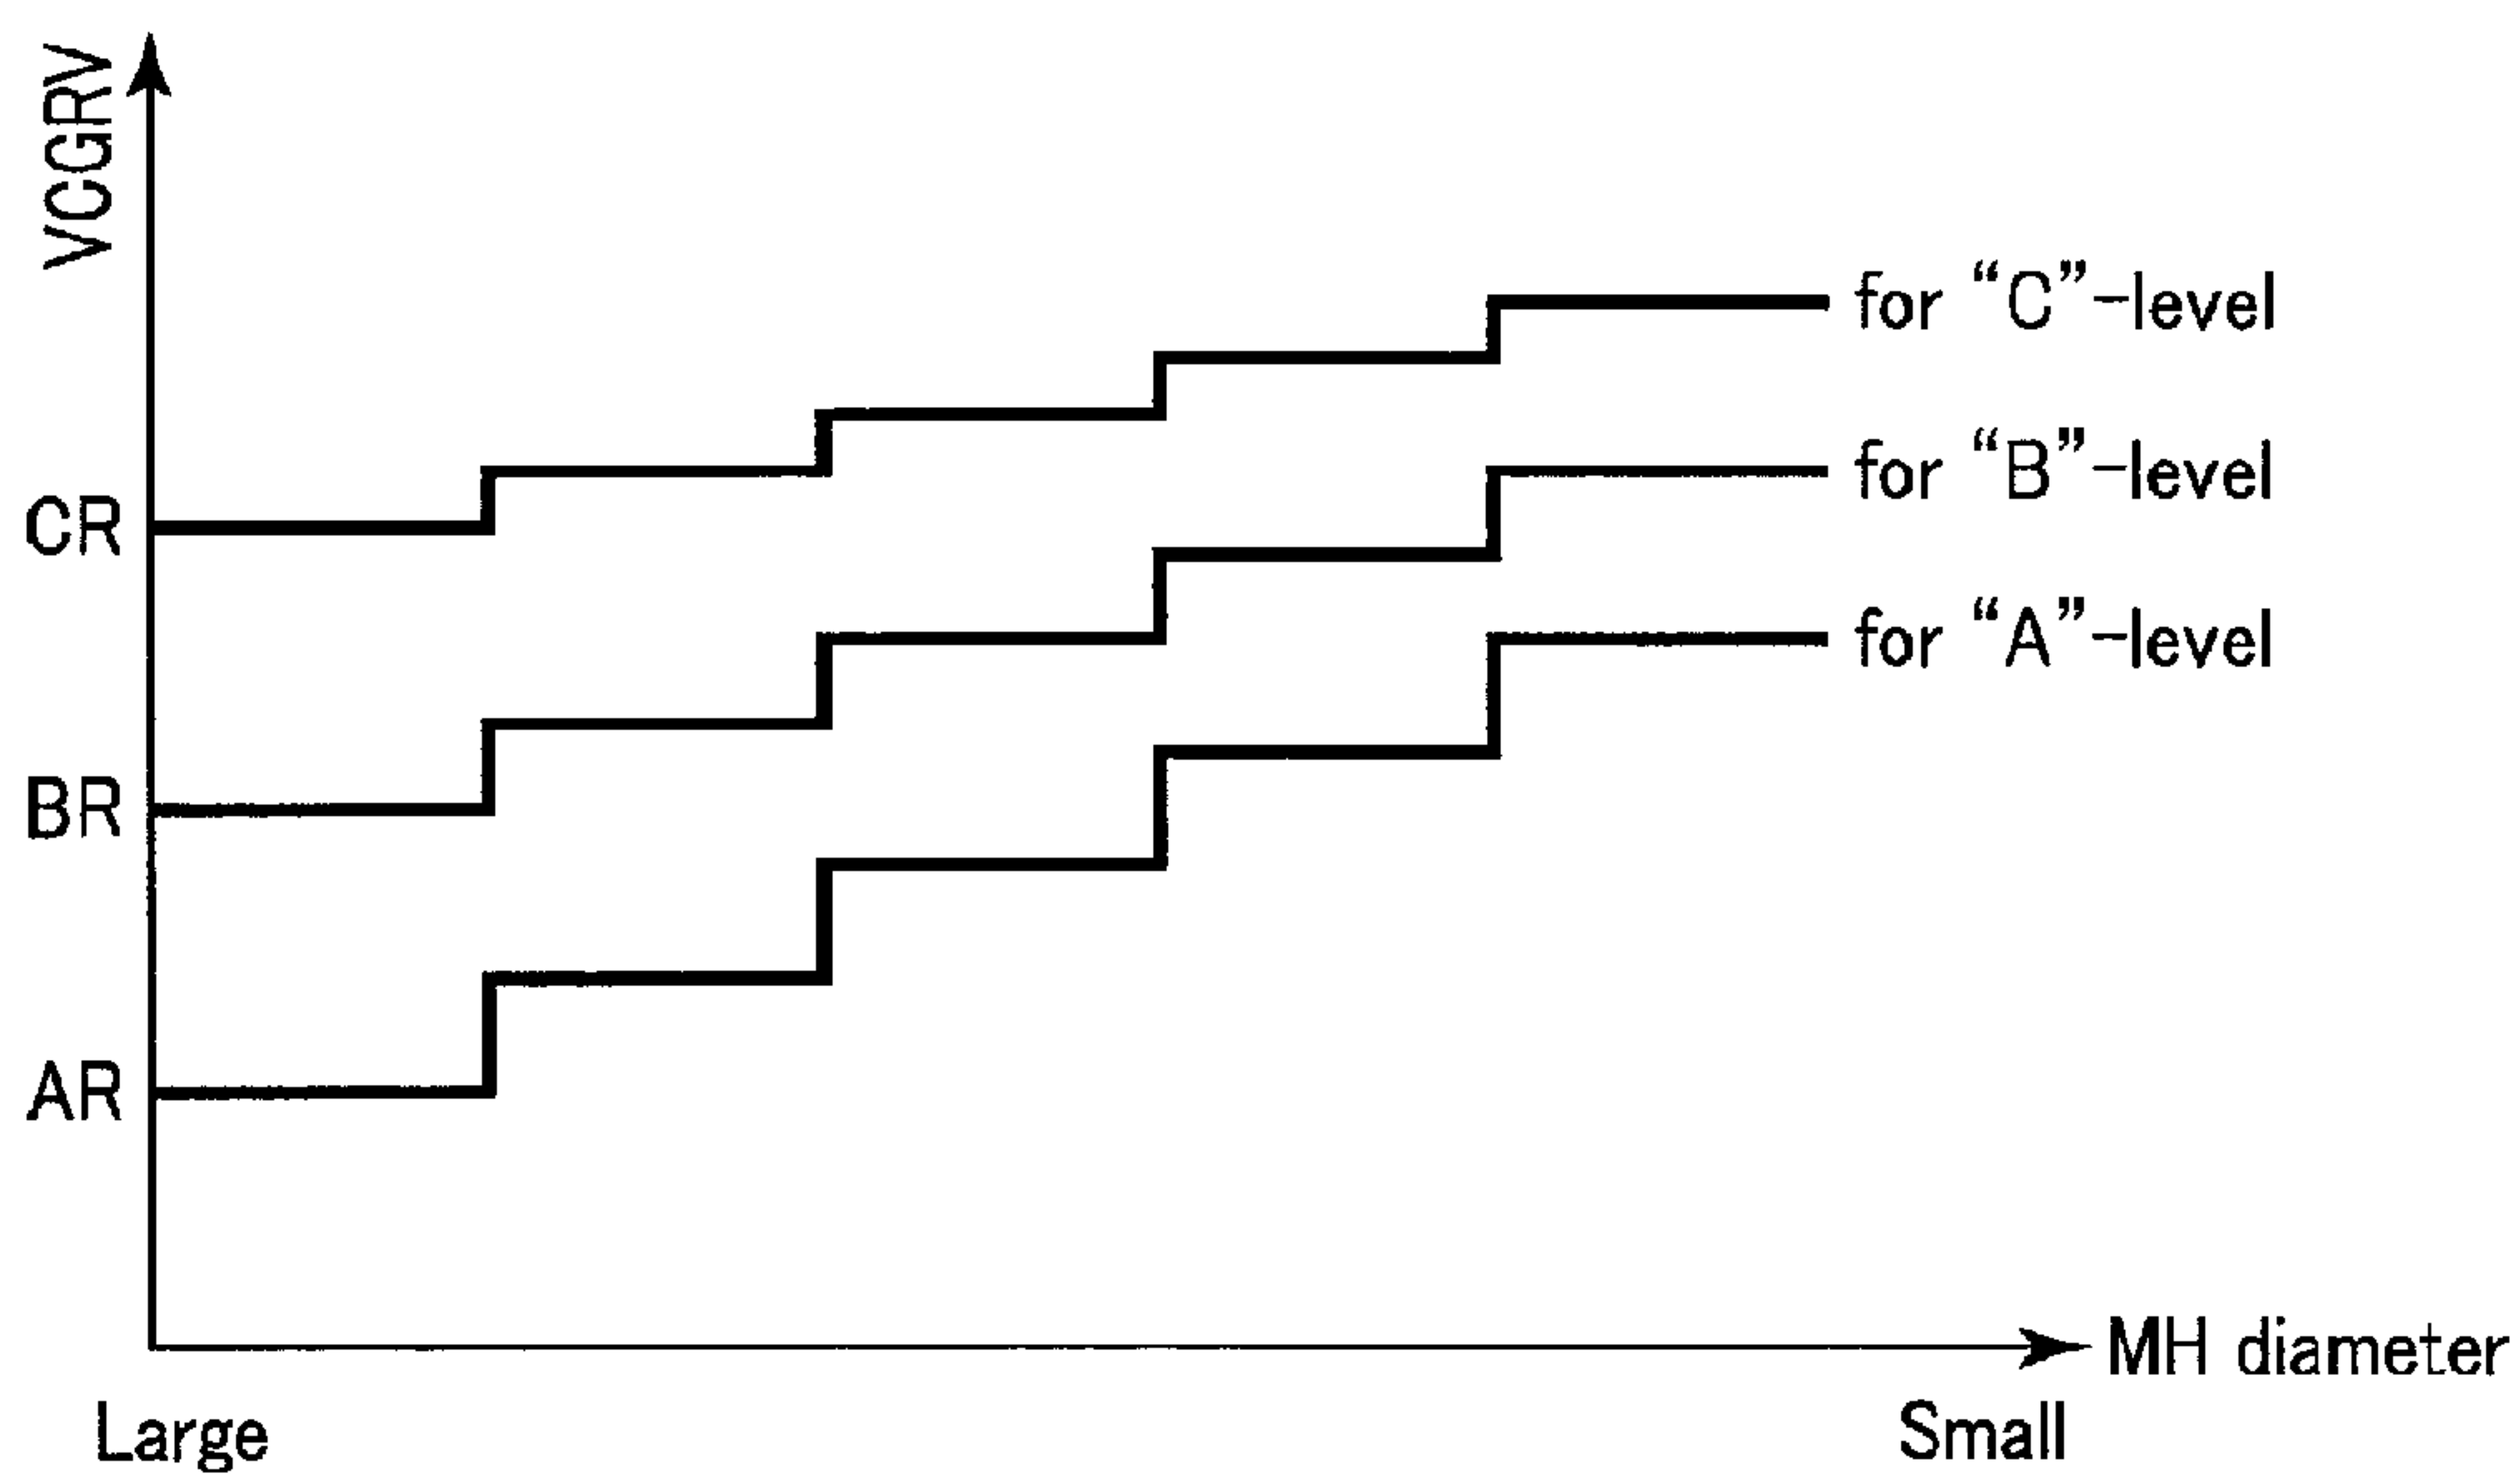 VCGRV
for “C”-level
for “B”-level
CR
for “A”-level
BR
AR
MH diameter
Large
Small